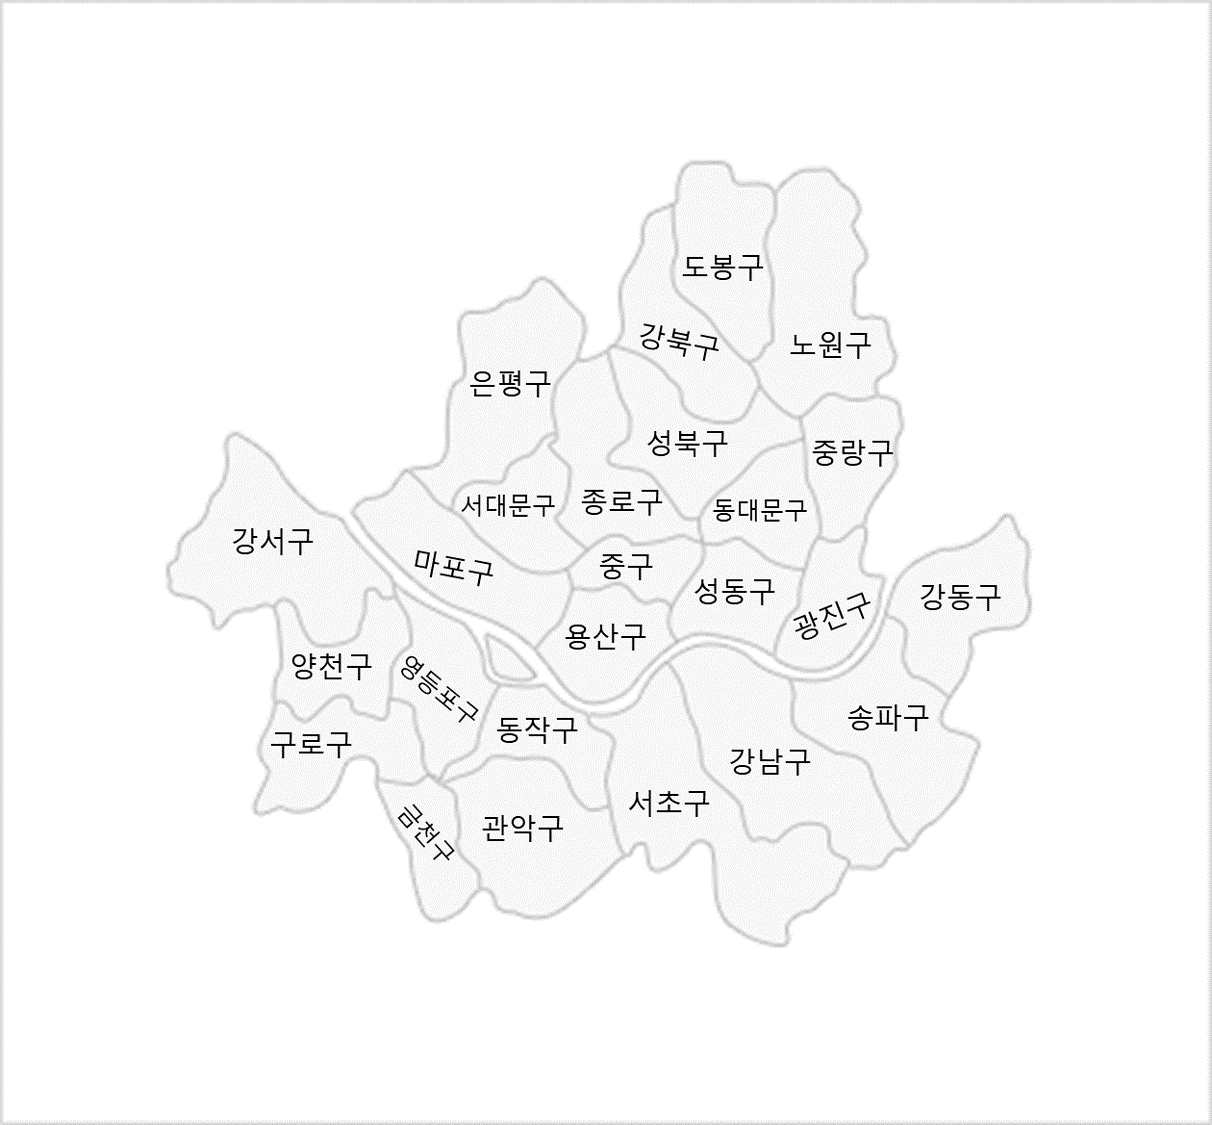 도봉구
강북구
노원구
은평구
성북구
중랑구
서대문구
종로구
동대문구
강서구
마포구
중구
성동구
광진구
강동구
용산구
양천구
영등포구
동작구
송파구
구로구
강남구
서초구
금천구
관악구